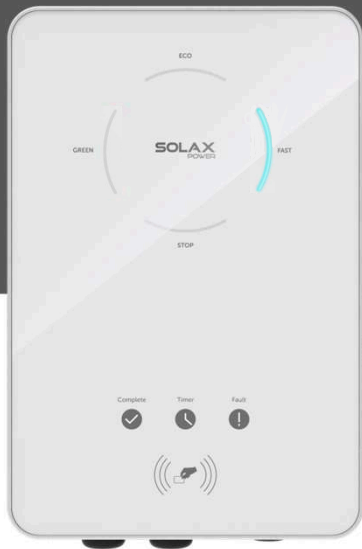 ECO
GREEN
SOLAX
POWER
FAST
STOP
Complete Timer Fault